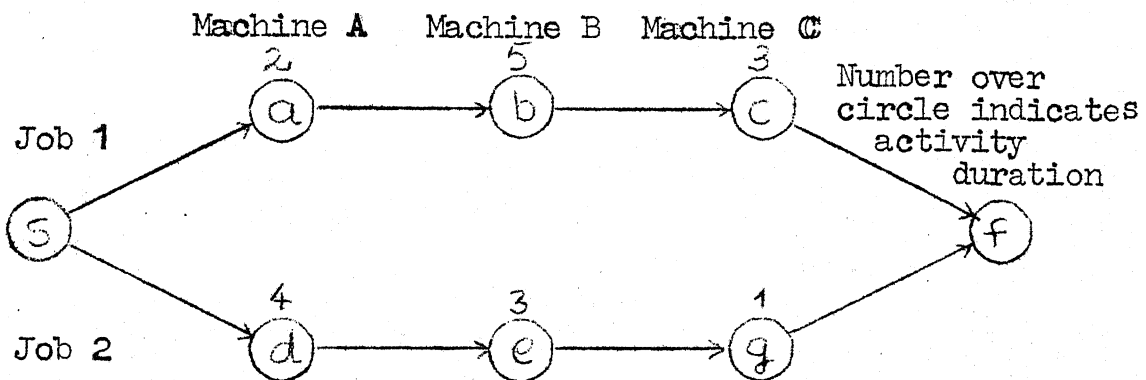 Machine A Machine B Machine C
2 5 3
a b c
Number over
circle indicates
activity
duration
Job 1
s f
4 3 1
Job 2 d e g